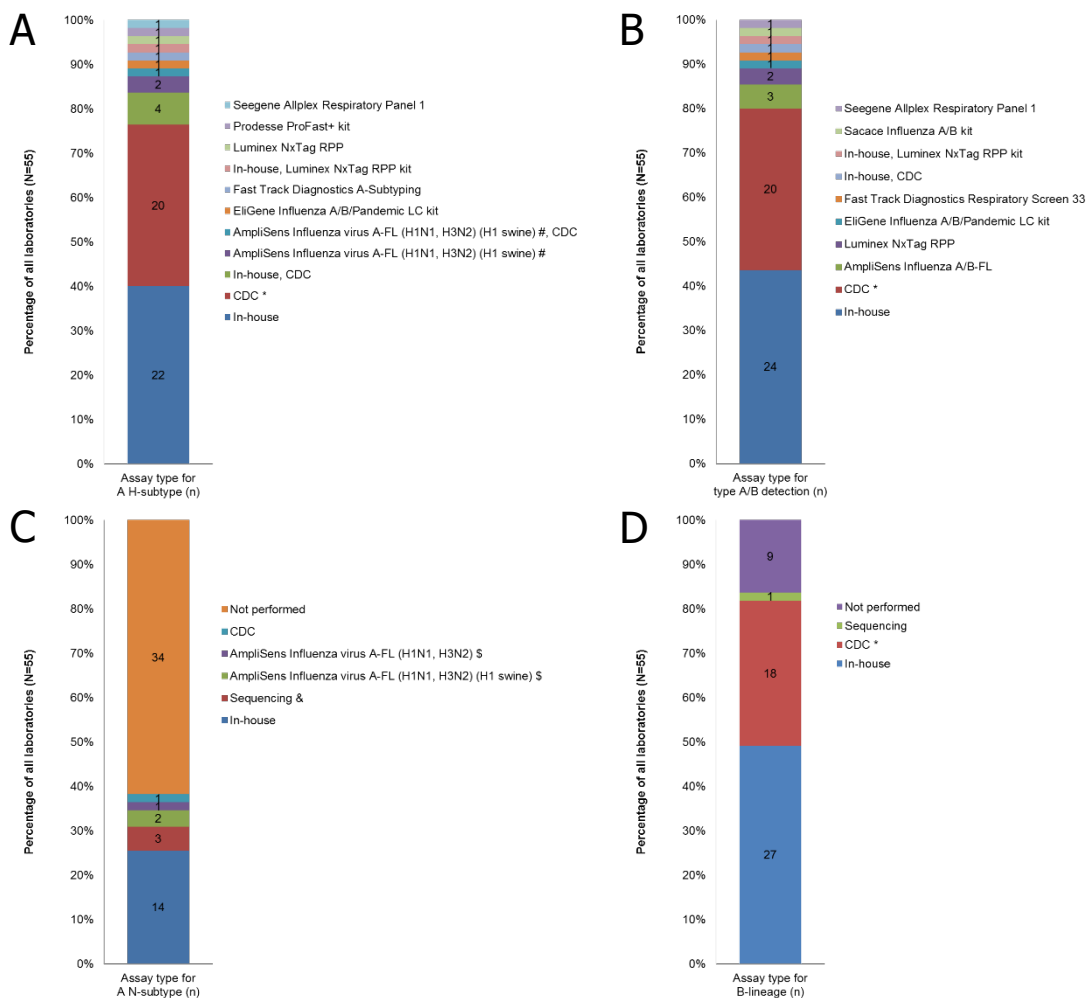 A
Percentage of all laboratories (N=55)
100%
90%
80%
70%
60%
50%
40%
30%
20%
10%
0%
1
1
1
1
1
1
1
2
4
20
22
Assay type for
A H-subtype (n)
Seegene Allplex Respiratory Panel 1
Prodesse ProFast+ kit
Luminex NxTag RPP
In-house, Luminex NxTag RPP kit
Fast Track Diagnostics A-Subtyping
EliGene Influenza A/B/Pandemic LC kit
AmpliSens Influenza virus A-FL (H1N1, H3N2) (H1 swine) #, CDC
AmpliSens Influenza virus A-FL (H1N1, H3N2) (H1 swine) #
In-house, CDC
CDC *
In-house
B
Percentage of all laboratories (N=55)
100%
90%
80%
70%
60%
50%
40%
30%
20%
10%
0%
1
1
1
1
1
1
2
3
20
24
Assay type for
type A/B detection (n)
Seegene Allplex Respiratory Panel 1
Sacace Influenza A/B kit
In-house, Luminex NxTag RPP kit
In-house, CDC
Fast Track Diagnostics Respiratory Screen 33
EliGene Influenza A/B/Pandemic LC kit
Luminex NxTag RPP
AmpliSens Influenza A/B-FL
CDC *
In-house
C
Percentage of all laboratories (N=55)
100%
90%
80%
70%
60%
50%
40%
30%
20%
10%
0%
34
1
1
2
3
14
Assay type for
A N-subtype (n)
Not performed
CDC
AmpliSens Influenza virus A-FL (H1N1, H3N2) $
AmpliSens Influenza virus A-FL (H1N1, H3N2) (H1 swine) $
Sequencing &
In-house
D
Percentage of all laboratories (N=55)
100%
90%
80%
70%
60%
50%
40%
30%
20%
10%
0%
9
1
18
27
Assay type for
B-lineage (n)
Not performed
Sequencing
CDC *
In-house